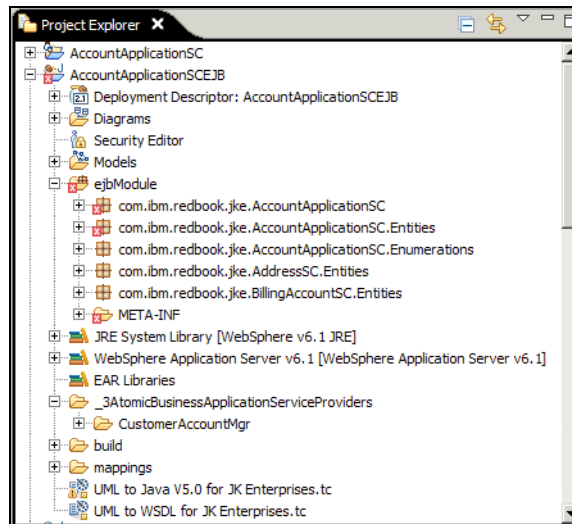 Project Explorer
AccountApplicationSC
AccountApplicationSCEJB
2.1 Deployment Descriptor: AccountApplicationSCEJB
Diagrams
Security Editor
Models
ejbModule
com.ibm.redbook.jke.AccountApplicationSC
com.ibm.redbook.jke.AccountApplicationSC.Entities
com.ibm.redbook.jke.AccountApplicationSC.Enumerations
com.ibm.redbook.jke.AddressSC.Entities
com.ibm.redbook.jke.BillingAccountSC.Entities
META-INF
JRE System Library [WebSphere v6.1 JRE]
WebSphere Application Server v6.1 [WebSphere Application Server v6.1]
EAR Libraries
_3AtomicBusinessApplicationServiceProviders
CustomerAccountMgr
build
mappings
UML to Java V5.0 for JK Enterprises.tc
UML to WSDL for JK Enterprises.tc